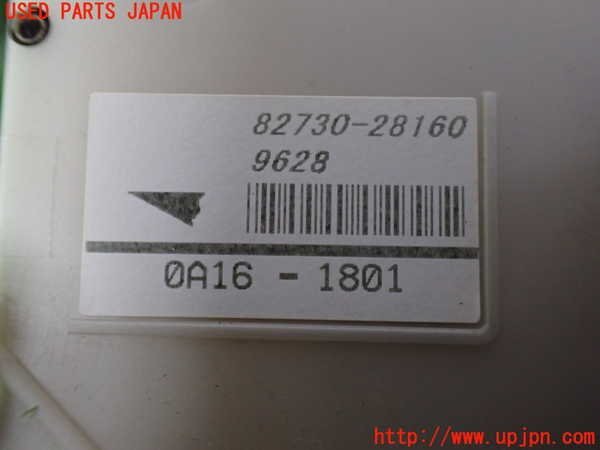 USED PARTS JAPAN
82730-28160
9628
0A16 - 1801
http://www.upjpn.com/